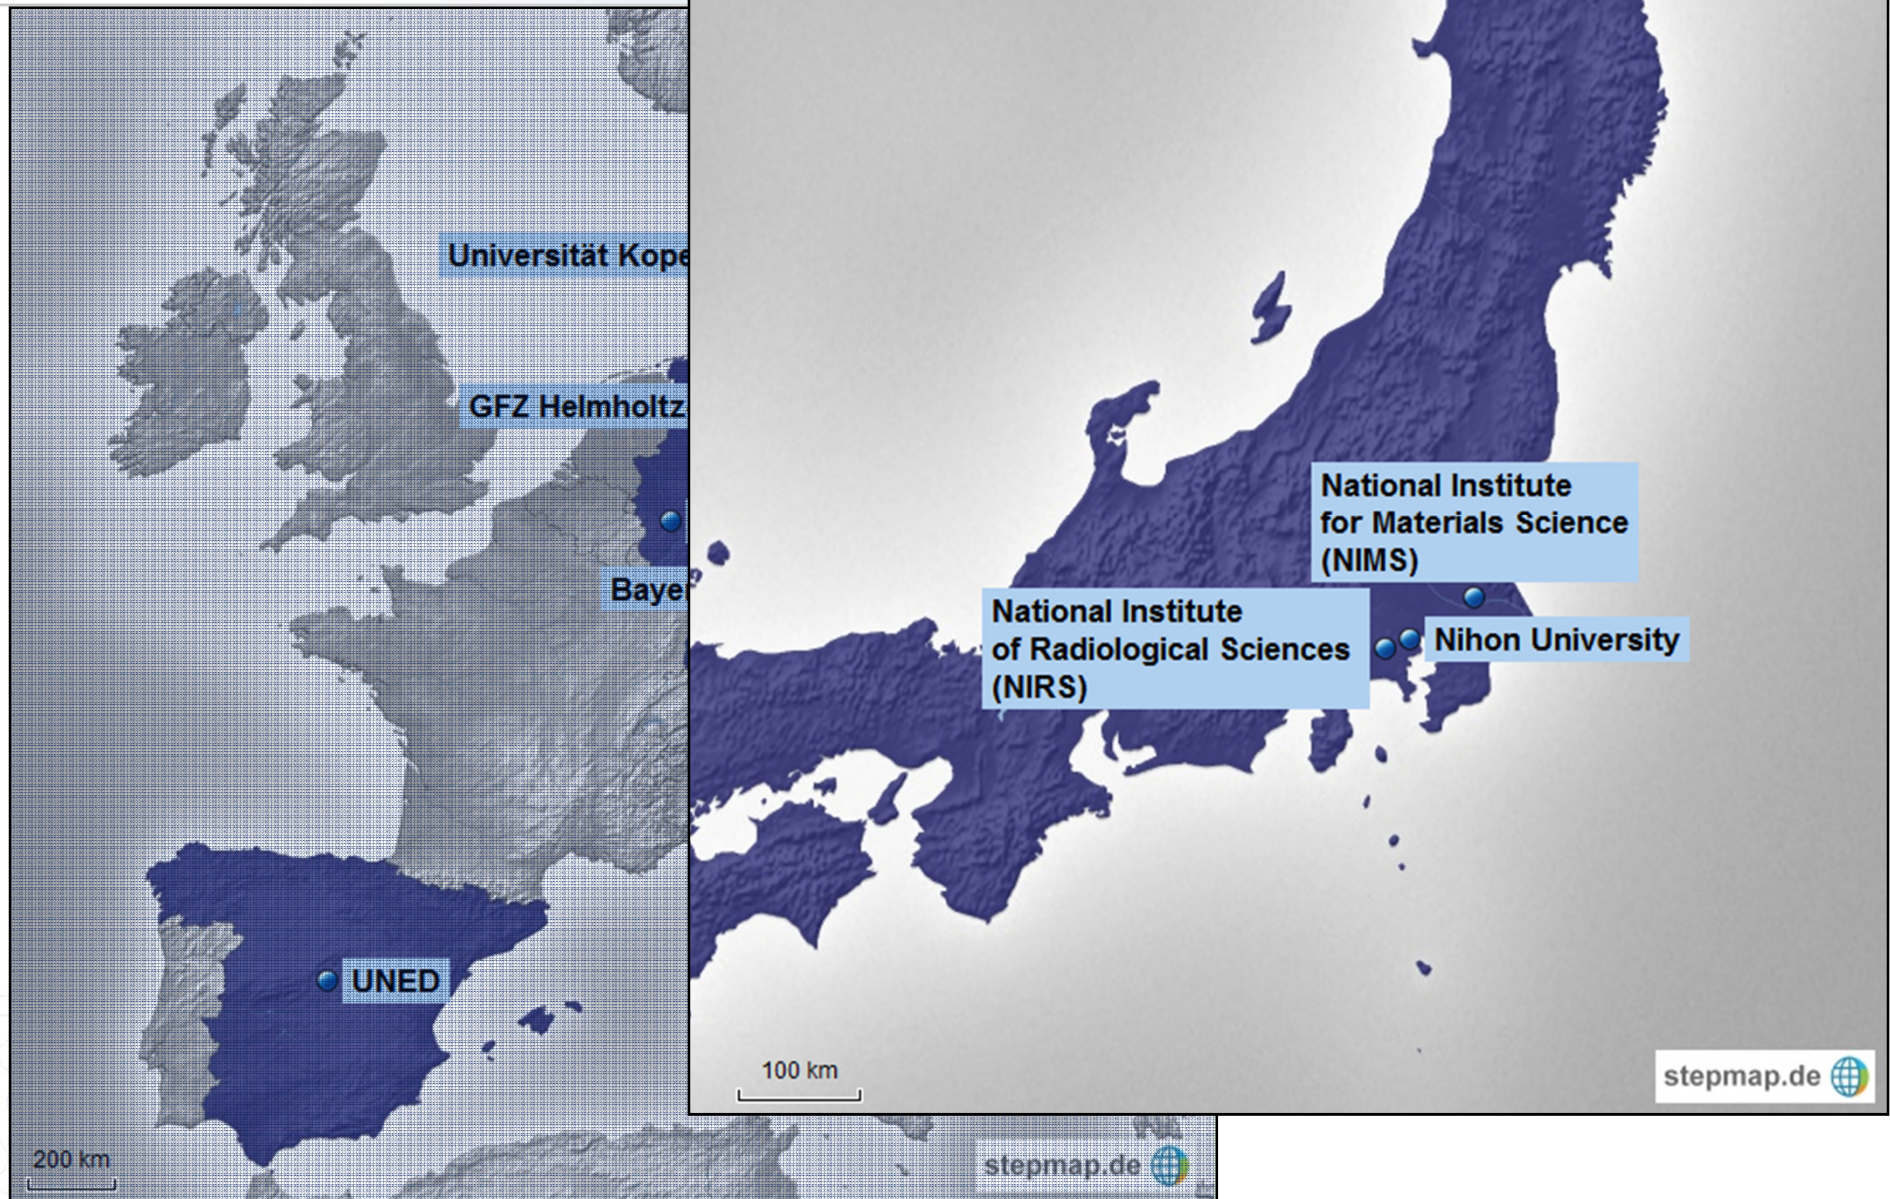 Universität Kope
GFZ Helmholtz
Baye
UNED
200 km
stepmap.de
National Institute
for Materials Science
(NIMS)
National Institute
of Radiological Sciences
(NIRS)
Nihon University
100 km
stepmap.de